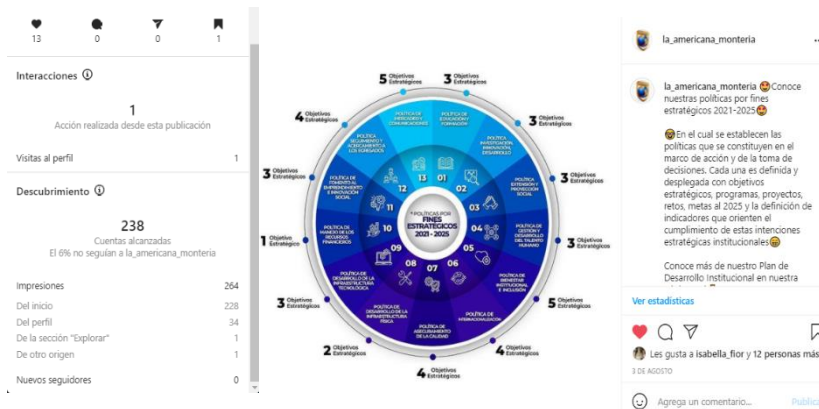 13 0 0 1
Interacciones
1
Acción realizada desde esta publicación
Visitas al perfil 1
Descubrimiento
238
Cuentas alcanzadas
El 6% no seguían a la_americana_monteria
Impresiones 264
Del inicio 228
Del perfil 34
De la sección "Explorar" 1
De otro origen 1
Nuevos seguidores 0
5 Objetivos
Estratégicos
3 Objetivos
Estratégicos
3 Objetivos
Estratégicos
3 Objetivos
Estratégicos
3 Objetivos
Estratégicos
5 Objetivos
Estratégicos
4 Objetivos
Estratégicos
4 Objetivos
Estratégicos
2 Objetivos
Estratégicos
3 Objetivos
Estratégicos
1 Objetivo
Estratégico
3 Objetivos
Estratégicos
4 Objetivos
Estratégicos
POLÍTICA DE
EDUCACIÓN Y
FORMACIÓN
01
POLÍTICA
INVESTIGACIÓN,
INNOVACIÓN,
DESARROLLO
02
POLÍTICA
EXTENSIÓN Y
PROYECCIÓN
SOCIAL
03
POLÍTICA DE
GESTIÓN Y
DESARROLLO
DEL TALENTO
HUMANO
04
POLÍTICA DE
BIENESTAR
INSTITUCIONAL
E INCLUSIÓN
05
POLÍTICA DE
INTERNACIONALIZACIÓN
06
POLÍTICA DE
ASEGURAMIENTO
DE LA CALIDAD
07
POLÍTICA DE
DESARROLLO DE LA
INFRAESTRUCTURA
FÍSICA
08
POLÍTICA DE
DESARROLLO DE LA
INFRAESTRUCTURA
TECNOLÓGICA
09
POLÍTICA DE
MANEJO DE LOS
RECURSOS
FINANCIEROS
10
POLÍTICA DE
FOMENTO AL
EMPRENDIMIENTO
E INNOVACIÓN
SOCIAL
11
POLÍTICA
SEGUIMIENTO Y
ACERCAMIENTO A
LOS EGRESADOS
12
POLÍTICA DE
MERCADEO Y
COMUNICACIONES
13
POLÍTICAS POR
FINES
ESTRATÉGICOS
2021 - 2025
la_americana_monteria
la_americana_monteria 🤩Conoce
nuestras políticas por fines
estratégicos 2021-2025🤩
🤓En el cual se establecen las
políticas que se constituyen en el
marco de acción y de la toma de
decisiones. Cada una es definida y
desplegada con objetivos
estratégicos, programas, proyectos,
retos, metas al 2025 y la definición de
indicadores que orienten el
cumplimiento de estas intenciones
estratégicas institucionales😄
Conoce más de nuestro Plan de
Desarrollo Institucional en nuestra
Ver estadísticas
Les gusta a isabella_fior y 12 personas más
3 DE AGOSTO
Agrega un comentario... Publica